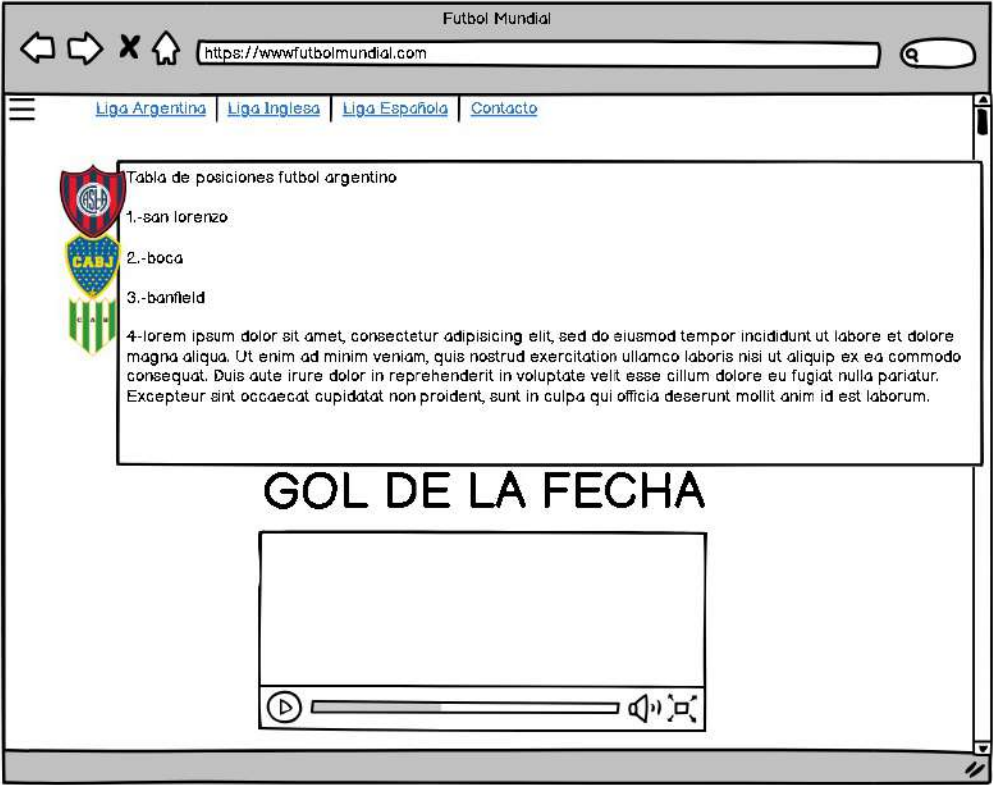 Futbol Mundial
https://wwwfutbolmundial.com
Liga Argentina Liga Inglesa Liga Española Contacto
Tabla de posiciones futbol argentino
CASLA
1.-san lorenzo
CABJ
2.-boca
3.-banfield
C A B
4-lorem ipsum dolor sit amet, consectetur adipisicing elit, sed do eiusmod tempor incididunt ut labore et dolore
magna aliqua. Ut enim ad minim veniam, quis nostrud exercitation ullamco laboris nisi ut aliquip ex ea commodo
consequat. Duis aute irure dolor in reprehenderit in voluptate velit esse cillum dolore eu fugiat nulla pariatur.
Excepteur sint occaecat cupidatat non proident, sunt in culpa qui officia deserunt mollit anim id est laborum.
GOL DE LA FECHA